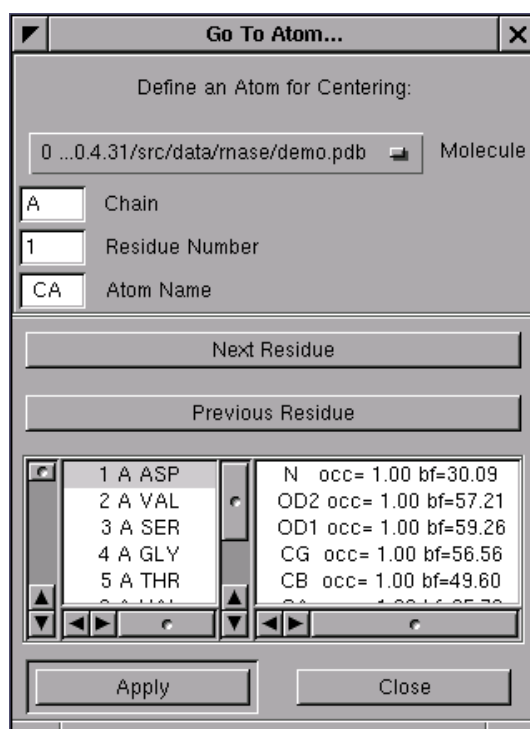 Go To Atom...
Define an Atom for Centering:
0 ...0.4.31/src/data/rnase/demo.pdb Molecule
A Chain
1 Residue Number
CA Atom Name
Next Residue
Previous Residue
1 A ASP N occ= 1.00 bf=30.09
2 A VAL OD2 occ= 1.00 bf=57.21
3 A SER OD1 occ= 1.00 bf=59.26
4 A GLY CG occ= 1.00 bf=56.56
5 A THR CB occ= 1.00 bf=49.60
Apply Close